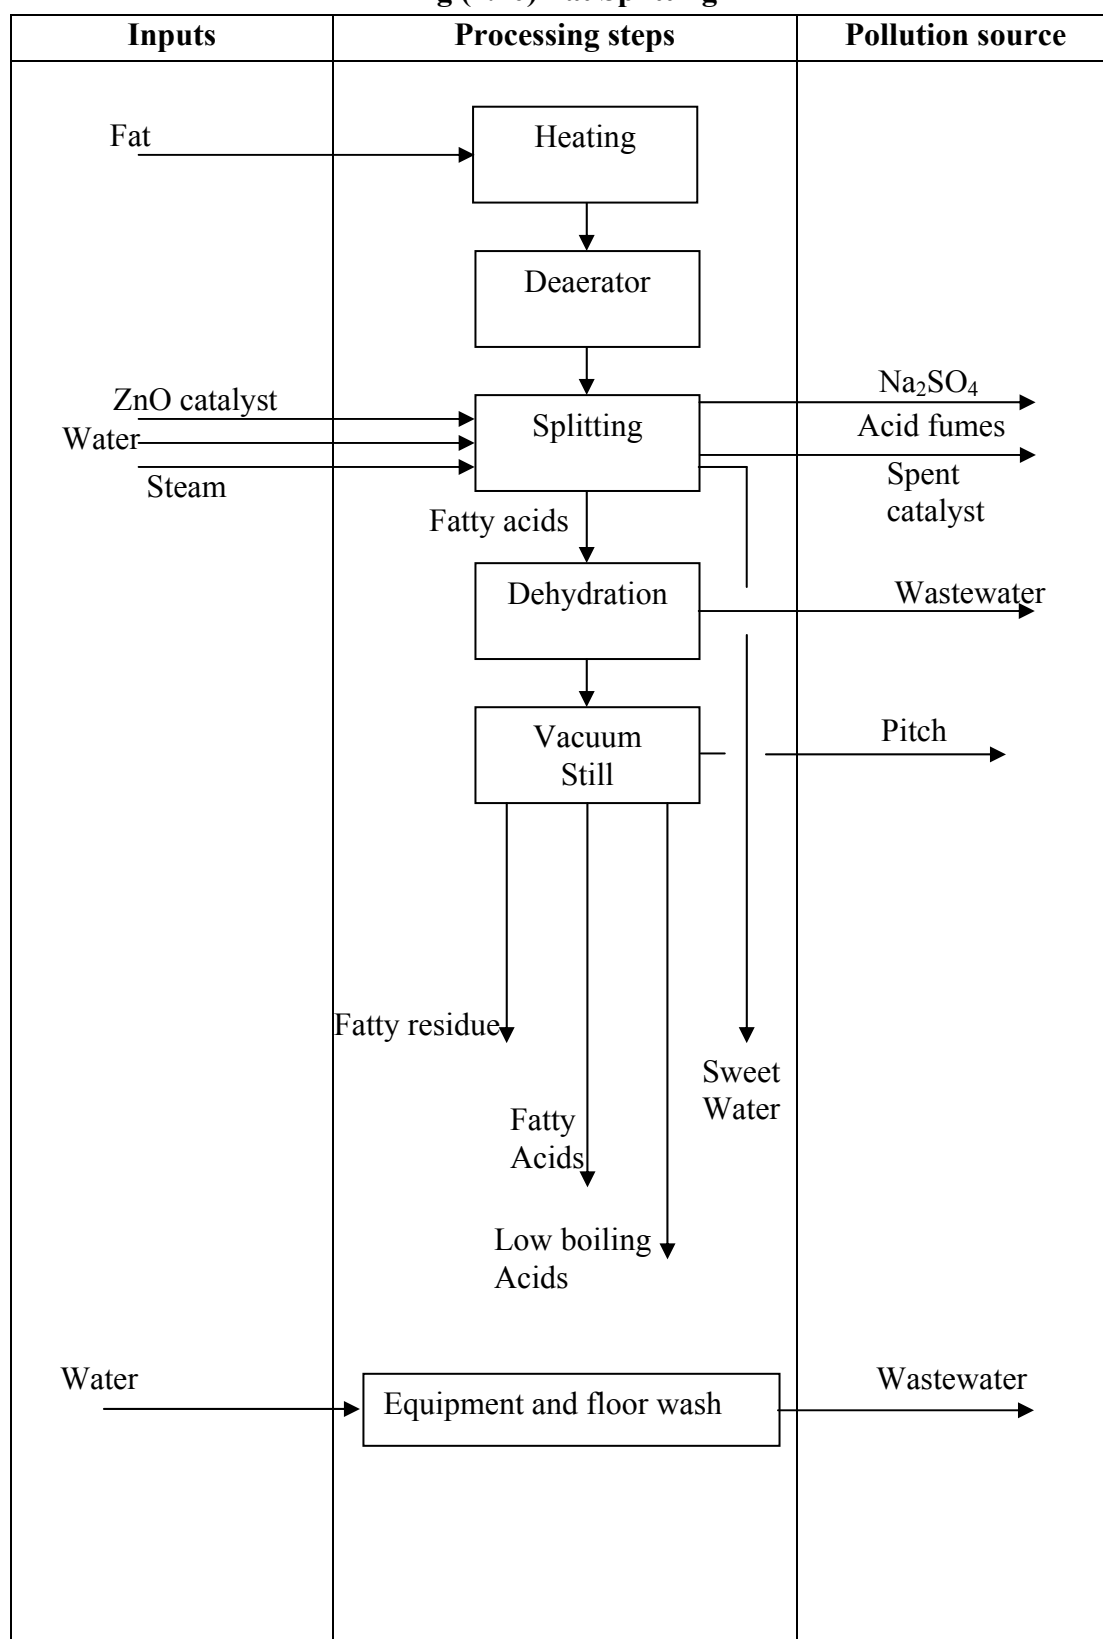 Inputs
Processing steps
Pollution source
Fat
Heating
Deaerator
ZnO catalyst
Water
Steam
Splitting
Na₂SO₄
Acid fumes
Spent
catalyst
Fatty acids
Dehydration
Wastewater
Vacuum
Still
Pitch
Fatty residue
Sweet
Water
Fatty
Acids
Low boiling
Acids
Water
Equipment and floor wash
Wastewater